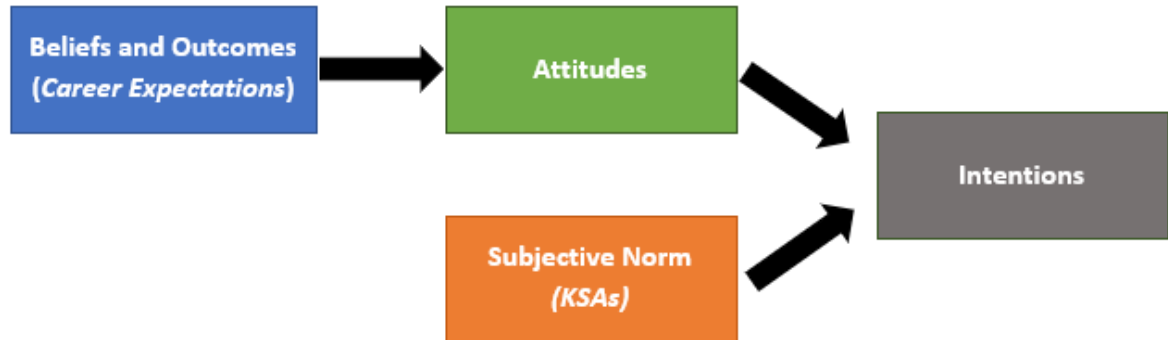 Beliefs and Outcomes
(Career Expectations)
Attitudes
Intentions
Subjective Norm
(KSAs)